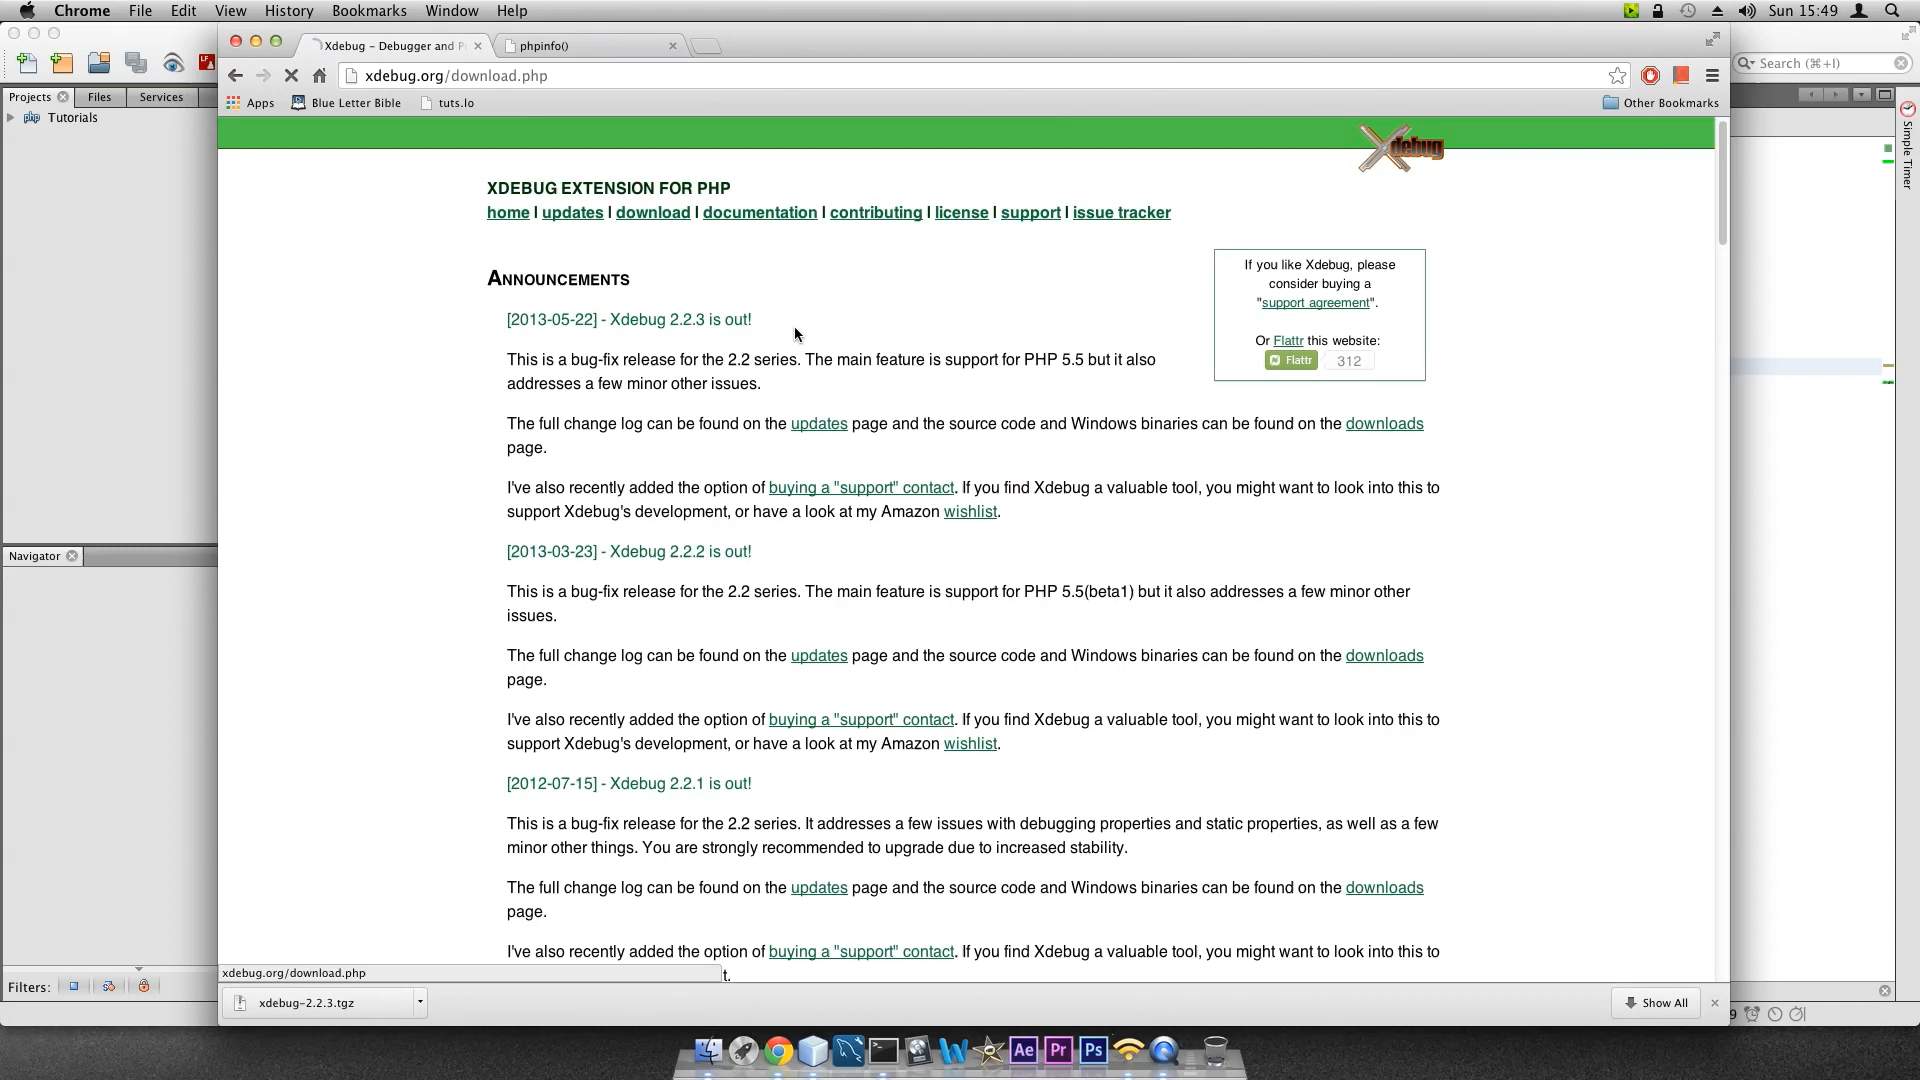 Chrome File Edit View History Bookmarks Window Help Sun 15:49
Xdebug – Debugger and P
phpinfo()
xdebug.org/download.php
Search (⌘+I)
Apps Blue Letter Bible tuts.lo Other Bookmarks
Projects Files Services
Tutorials
Simple Timer
Xdebug
XDEBUG EXTENSION FOR PHP
home | updates | download | documentation | contributing | license | support | issue tracker
ANNOUNCEMENTS
If you like Xdebug, please
consider buying a
"support agreement".
Or Flattr this website:
Flattr 312
[2013-05-22] - Xdebug 2.2.3 is out!
This is a bug-fix release for the 2.2 series. The main feature is support for PHP 5.5 but it also
addresses a few minor other issues.
The full change log can be found on the updates page and the source code and Windows binaries can be found on the downloads
page.
I've also recently added the option of buying a "support" contact. If you find Xdebug a valuable tool, you might want to look into this to
support Xdebug's development, or have a look at my Amazon wishlist.
[2013-03-23] - Xdebug 2.2.2 is out!
This is a bug-fix release for the 2.2 series. The main feature is support for PHP 5.5(beta1) but it also addresses a few minor other
issues.
The full change log can be found on the updates page and the source code and Windows binaries can be found on the downloads
page.
I've also recently added the option of buying a "support" contact. If you find Xdebug a valuable tool, you might want to look into this to
support Xdebug's development, or have a look at my Amazon wishlist.
[2012-07-15] - Xdebug 2.2.1 is out!
This is a bug-fix release for the 2.2 series. It addresses a few issues with debugging properties and static properties, as well as a few
minor other things. You are strongly recommended to upgrade due to increased stability.
The full change log can be found on the updates page and the source code and Windows binaries can be found on the downloads
page.
I've also recently added the option of buying a "support" contact. If you find Xdebug a valuable tool, you might want to look into this to
t.
Navigator
Filters:
xdebug.org/download.php
xdebug-2.2.3.tgz
Show All
9
Ae Pr Ps